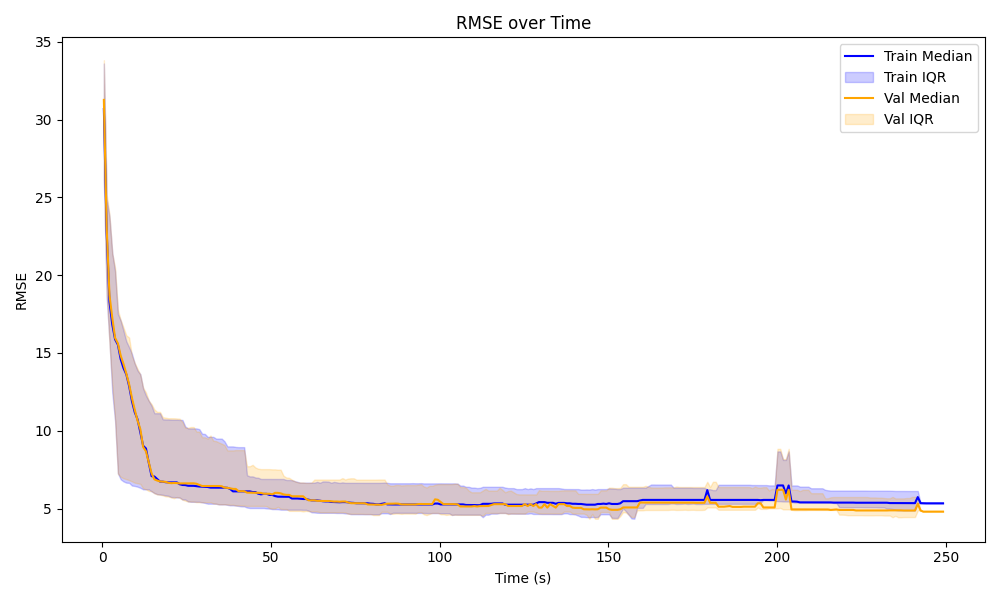 RMSE over Time
35
30
25
20
15
10
5
RMSE
0
50
100
150
200
250
Time (s)
Train Median
Train IQR
Val Median
Val IQR